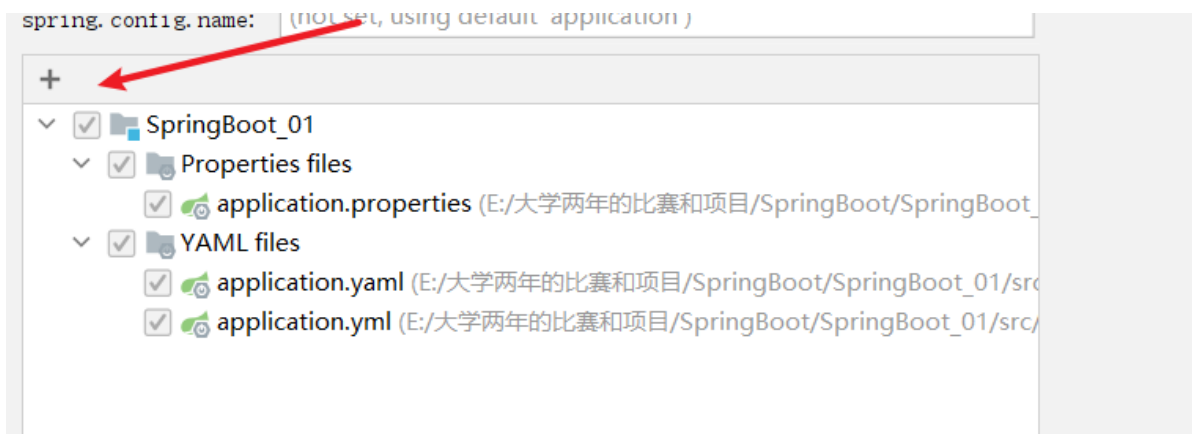 spring.config.name: (not set, using default 'application')
+
SpringBoot_01
Properties files
application.properties (E:/大学两年的比赛和项目/SpringBoot/SpringBoot_
YAML files
application.yaml (E:/大学两年的比赛和项目/SpringBoot/SpringBoot_01/src
application.yml (E:/大学两年的比赛和项目/SpringBoot/SpringBoot_01/src/